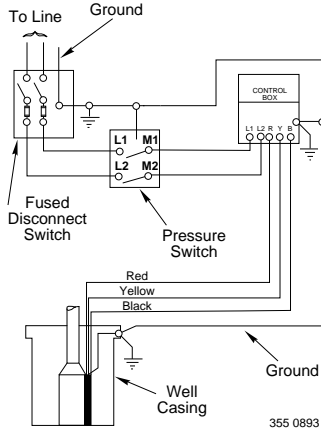 To Line
Ground
CONTROL
BOX
L1 L2 R Y B
L1 M1
L2 M2
Fused
Disconnect
Switch
Pressure
Switch
Red
Yellow
Black
Ground
Well
Casing
355 0893